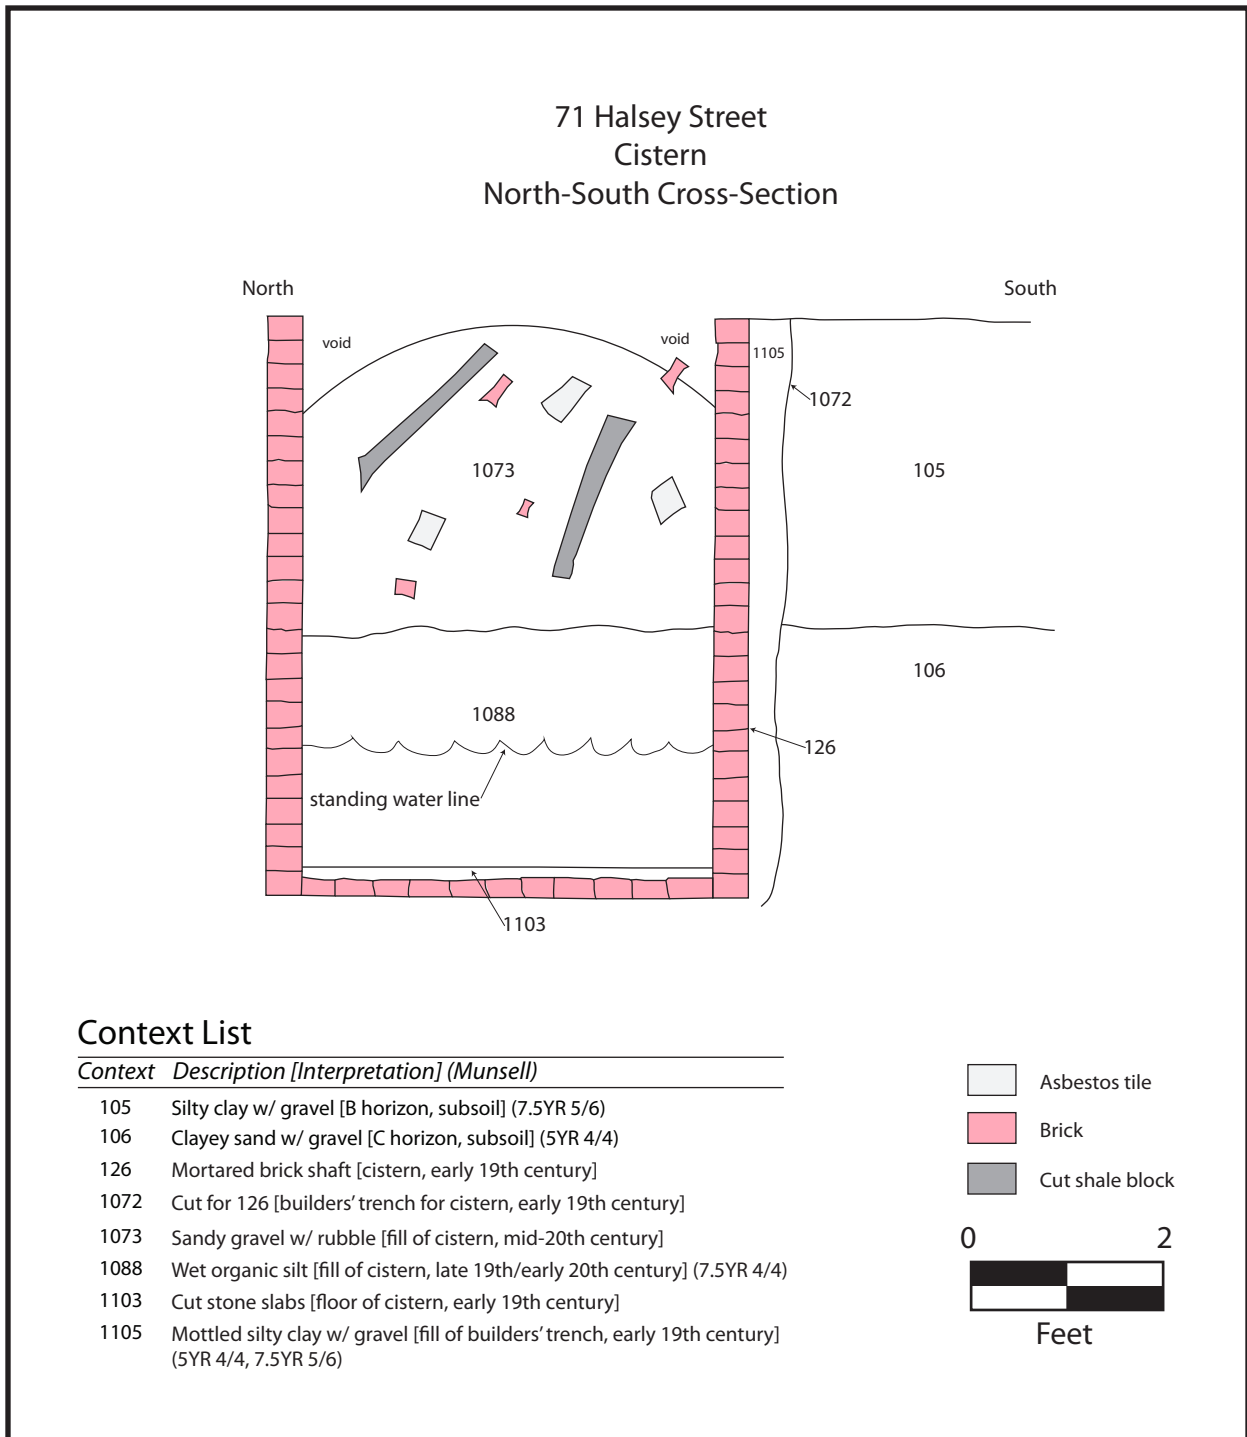 71 Halsey Street
Cistern
North-South Cross-Section
North
South
void
void
1105
1072
1073
105
106
1088
126
standing water line
1103
Context List
Context Description [Interpretation] (Munsell)
105 Silty clay w/ gravel [B horizon, subsoil] (7.5YR 5/6)
106 Clayey sand w/ gravel [C horizon, subsoil] (5YR 4/4)
126 Mortared brick shaft [cistern, early 19th century]
1072 Cut for 126 [builders’ trench for cistern, early 19th century]
1073 Sandy gravel w/ rubble [fill of cistern, mid-20th century]
1088 Wet organic silt [fill of cistern, late 19th/early 20th century] (7.5YR 4/4)
1103 Cut stone slabs [floor of cistern, early 19th century]
1105 Mottled silty clay w/ gravel [fill of builders’ trench, early 19th century]
(5YR 4/4, 7.5YR 5/6)
Asbestos tile
Brick
Cut shale block
0 2
Feet